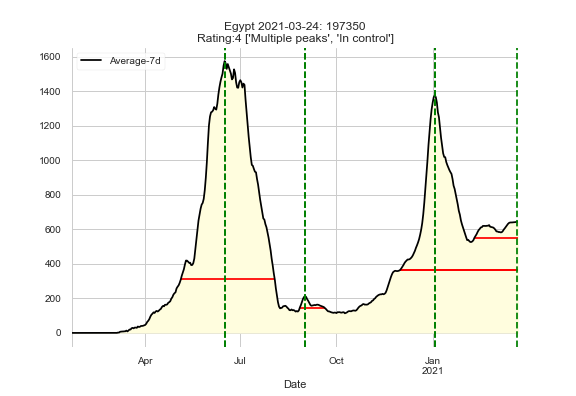 Egypt 2021-03-24: 197350
Rating:4 ['Multiple peaks', 'In control']
Average-7d
1600
1400
1200
1000
800
600
400
200
0
Apr
Jul
Oct
Jan
2021
Date